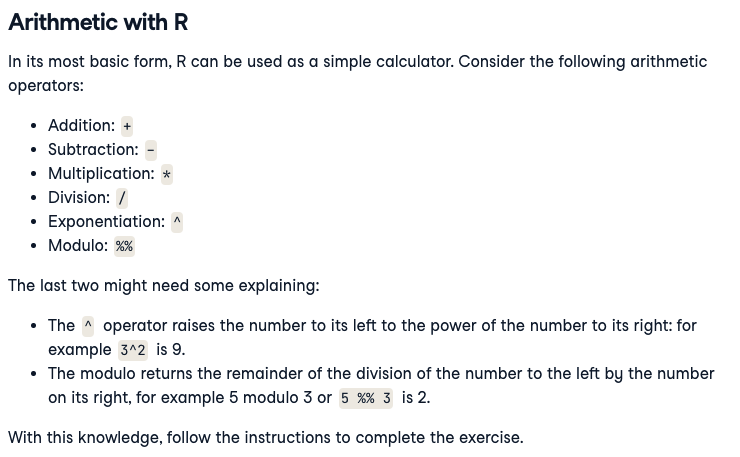 Arithmetic with R
In its most basic form, R can be used as a simple calculator. Consider the following arithmetic
operators:
• Addition: +
• Subtraction: -
• Multiplication: *
• Division: /
• Exponentiation: ^
• Modulo: %%
The last two might need some explaining:
• The ^ operator raises the number to its left to the power of the number to its right: for
example 3^2 is 9.
• The modulo returns the remainder of the division of the number to the left by the number
on its right, for example 5 modulo 3 or 5 %% 3 is 2.
With this knowledge, follow the instructions to complete the exercise.